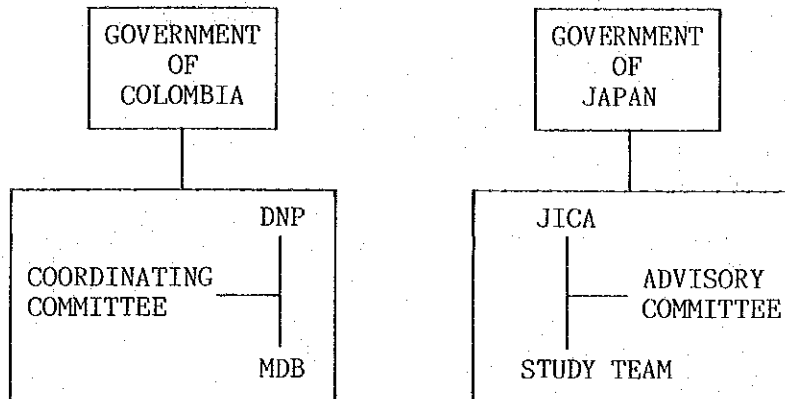 GOVERNMENT
OF
COLOMBIA
GOVERNMENT
OF
JAPAN
DNP
COORDINATING
COMMITTEE
MDB
JICA
ADVISORY
COMMITTEE
STUDY TEAM